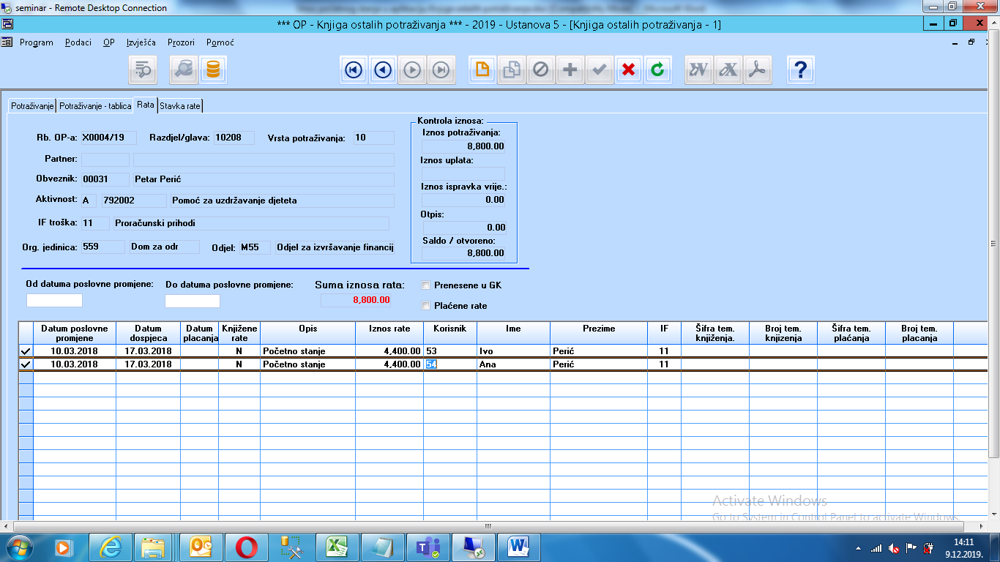 seminar - Remote Desktop Connection
*** OP - Knjiga ostalih potraživanja *** - 2019 - Ustanova 5 - [Knjiga ostalih potraživanja - 1]
Program Podaci OP Izvješća Prozori Pomoć
Potraživanje Potraživanje - tablica Rata Stavka rate
Rb. OP-a: X0004/19 Razdjel/glava: 10208 Vrsta potraživanja: 10
Partner:
Obveznik: 00031 Petar Perić
Aktivnost: A 792002 Pomoć za uzdržavanje djeteta
IF troška: 11 Proračunski prihodi
Org. jedinica: 559 Dom za odr Odjel: M55 Odjel za izvršavanje financij
Kontrola iznosa:
Iznos potraživanja:
8,800.00
Iznos uplata:
Iznos ispravka vrije.:
0.00
Otpis:
0.00
Saldo / otvoreno:
8,800.00
Od datuma poslovne promjene: Do datuma poslovne promjene: Suma iznosa rata: Prenesene u GK
8,800.00 Plaćene rate
Datum poslovne promjene Datum dospjeca Datum placanja Knjižene rate Opis Iznos rate Korisnik Ime Prezime IF Šifra tem. knjiženja. Broj tem. knjizenja Šifra tem. plaćanja Broj tem. placanja
10.03.2018 17.03.2018 N Početno stanje 4,400.00 53 Ivo Perić 11
10.03.2018 17.03.2018 N Početno stanje 4,400.00 54 Ana Perić 11
Activate Windows
Go to System in Control Panel to activate Windows.
14:11
9.12.2019.